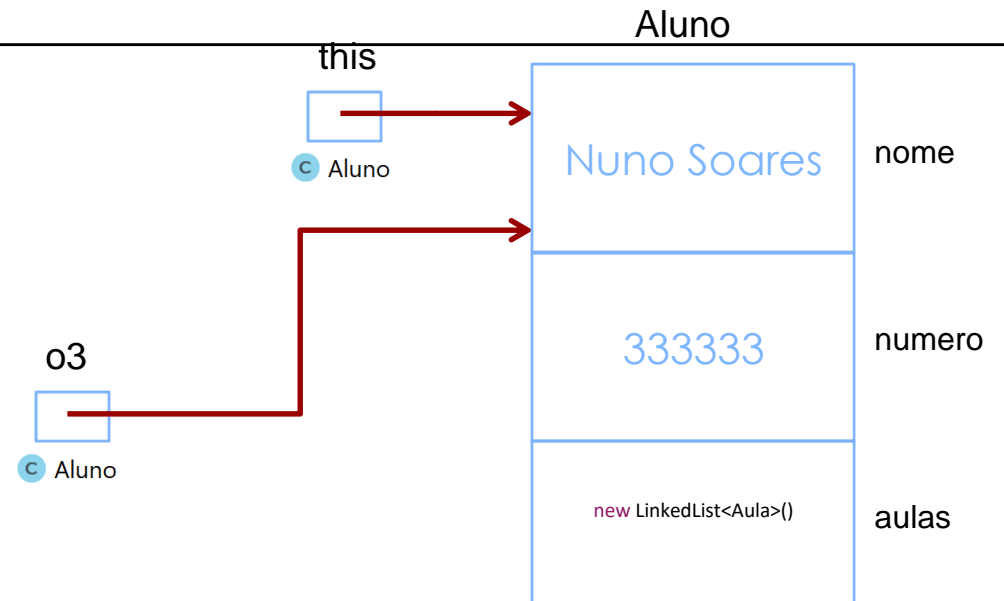 Aluno
this
C Aluno
Nuno Soares
nome
o3
C Aluno
333333
numero
new LinkedList<Aula>()
aulas